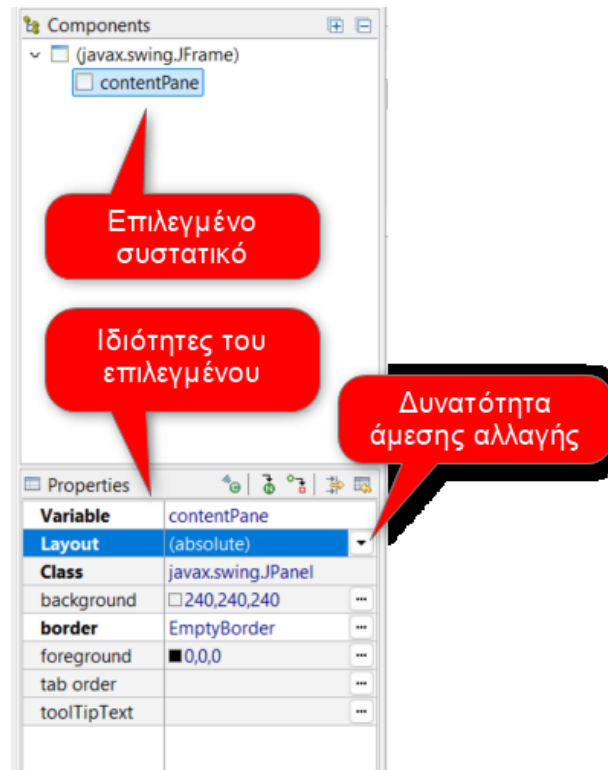 Components
(javax.swing.JFrame)
contentPane
Επιλεγμένο
συστατικό
Ιδιότητες του
επιλεγμένου
Δυνατότητα
άμεσης αλλαγής
Properties
Variable contentPane
Layout (absolute)
Class javax.swing.JPanel
background 240,240,240
border EmptyBorder
foreground 0,0,0
tab order
toolTipText